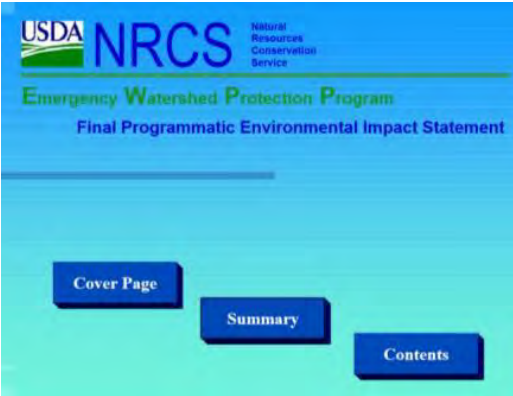 USDA
NRCS
Natural
Resources
Conservation
Service
Emergency Watershed Protection Program
Final Programmatic Environmental Impact Statement
Cover Page
Summary
Contents